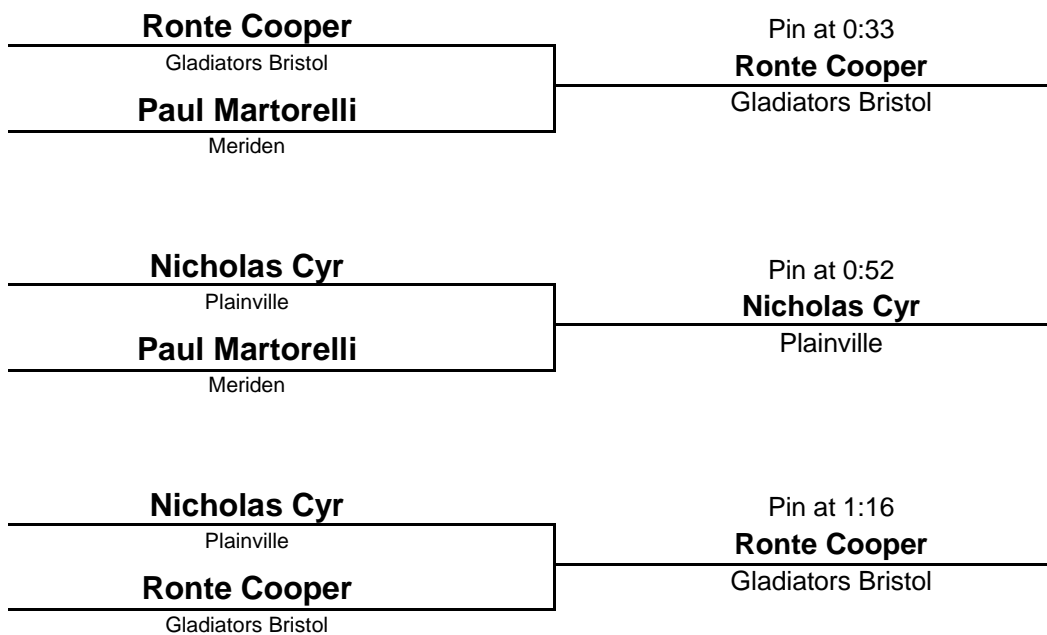 Ronte Cooper
Gladiators Bristol
Paul Martorelli
Meriden
Pin at 0:33
Ronte Cooper
Gladiators Bristol
Nicholas Cyr
Plainville
Paul Martorelli
Meriden
Pin at 0:52
Nicholas Cyr
Plainville
Nicholas Cyr
Plainville
Ronte Cooper
Gladiators Bristol
Pin at 1:16
Ronte Cooper
Gladiators Bristol